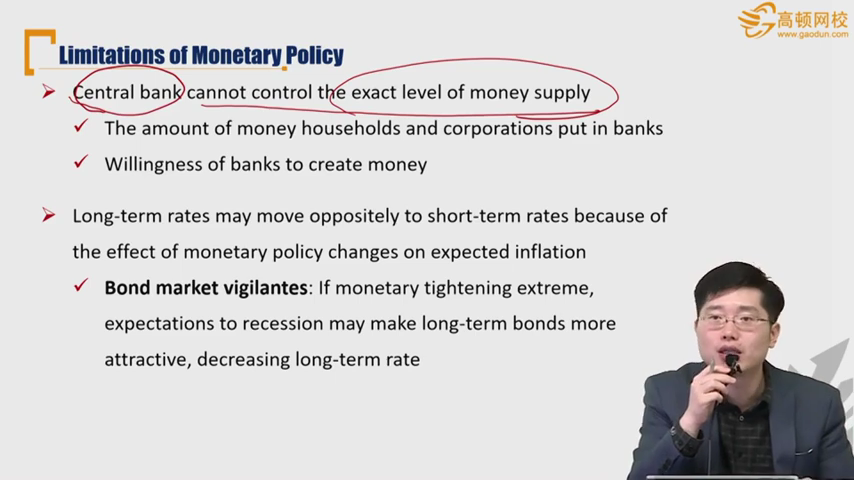 高顿网校
www.gaodun.com
Limitations of Monetary Policy
Central bank cannot control the exact level of money supply
The amount of money households and corporations put in banks
Willingness of banks to create money
Long-term rates may move oppositely to short-term rates because of
the effect of monetary policy changes on expected inflation
Bond market vigilantes: If monetary tightening extreme,
expectations to recession may make long-term bonds more
attractive, decreasing long-term rate